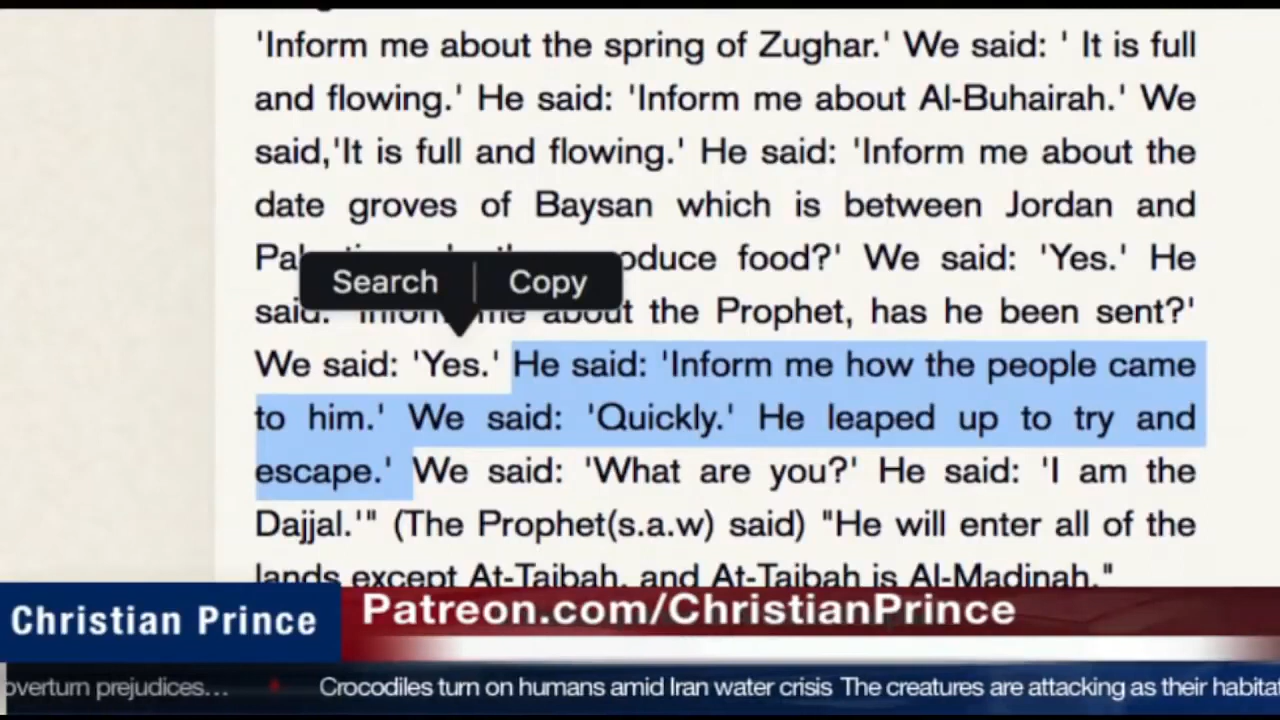 'Inform me about the spring of Zughar.' We said: ' It is full
and flowing.' He said: 'Inform me about Al-Buhairah.' We
said,'It is full and flowing.' He said: 'Inform me about the
date groves of Baysan which is between Jordan and
food?' We said: 'Yes.' He
Search Copy
said: about the Prophet, has he been sent?'
We said: 'Yes.' He said: 'Inform me how the people came
to him.' We said: 'Quickly.' He leaped up to try and
escape.' We said: 'What are you?' He said: 'I am the
Dajjal.'" (The Prophet(s.a.w) said) "He will enter all of the
lands except At-Taibah, and At-Taibah is Al-Madinah."
Christian Prince
Patreon.com/ChristianPrince
overturn prejudices... Crocodiles turn on humans amid Iran water crisis The creatures are attacking as their habitat